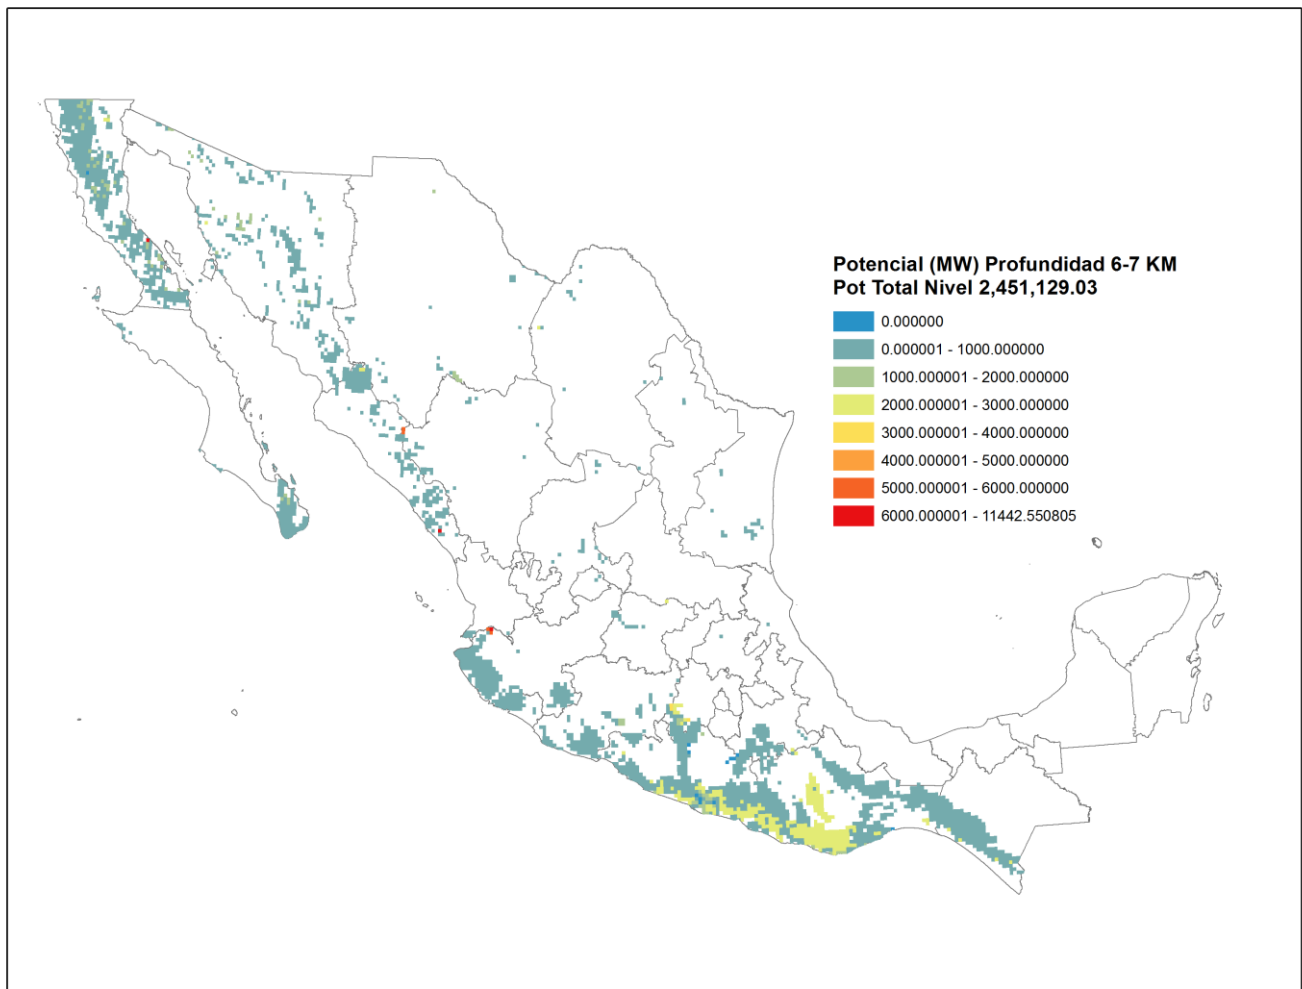 Potencial (MW) Profundidad 6-7 KM
Pot Total Nivel 2,451,129.03
0.000000
0.000001 - 1000.000000
1000.000001 - 2000.000000
2000.000001 - 3000.000000
3000.000001 - 4000.000000
4000.000001 - 5000.000000
5000.000001 - 6000.000000
6000.000001 - 11442.550805